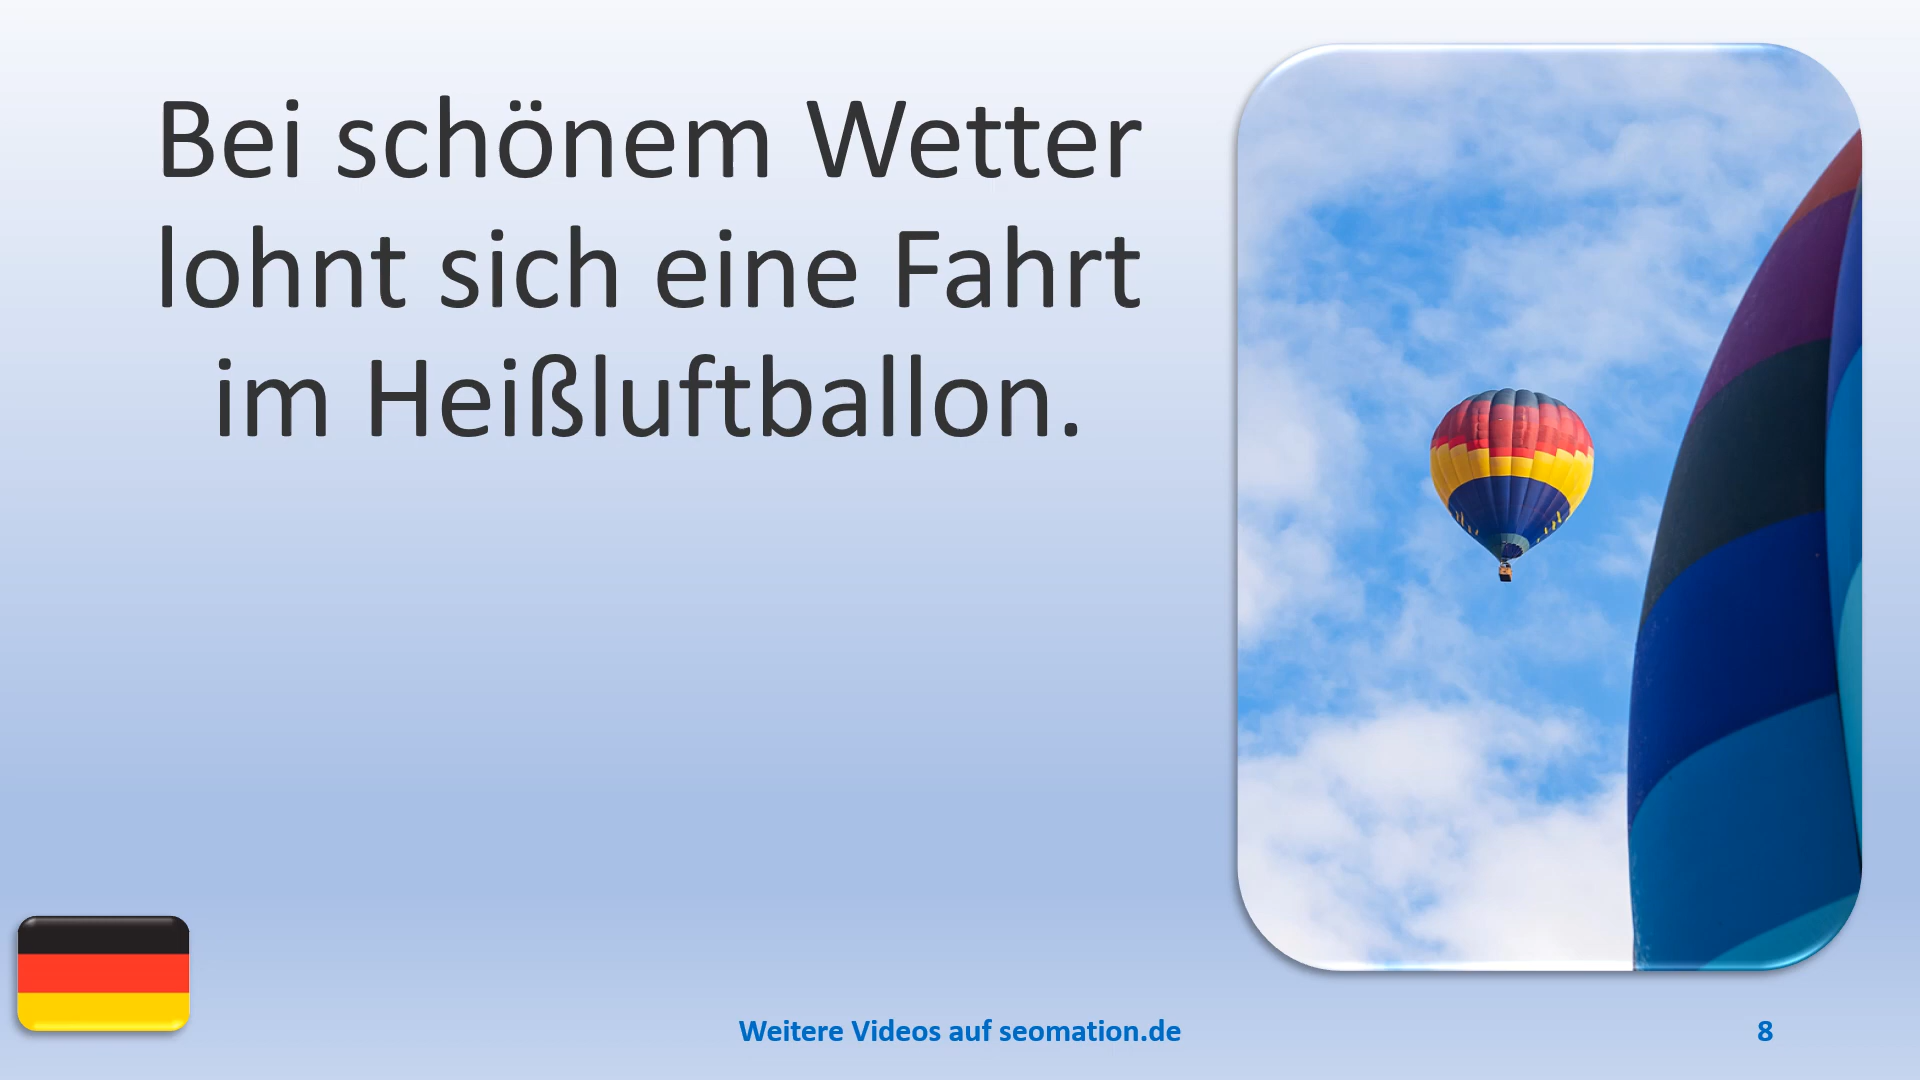 Bei schönem Wetter
lohnt sich eine Fahrt
im Heißluftballon.
Weitere Videos auf seomation.de
8